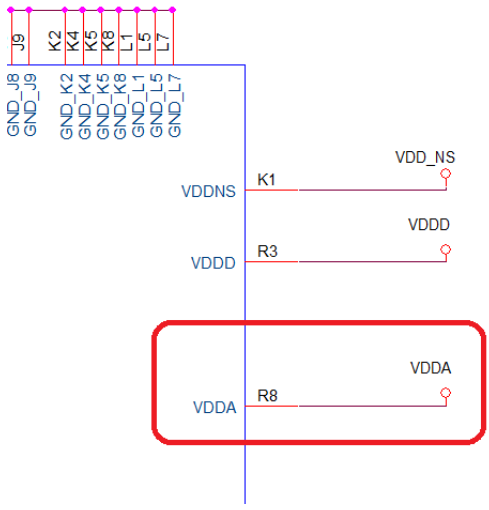 J9 K2 K4 K5 K8 L1 L5 L7
GND_J8 GND_J9 GND_K2 GND_K4 GND_K5 GND_K8 GND_L1 GND_L5 GND_L7
VDD_NS
VDDNS K1
VDDD
VDDD R3
VDDA
VDDA R8